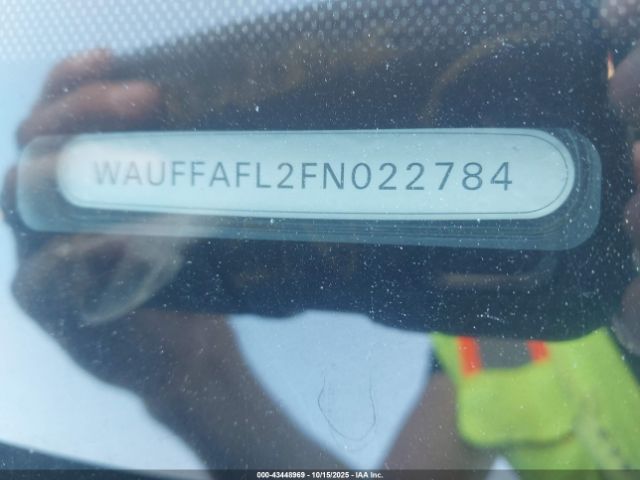 WAUFFAFL2FN022784
000-43448969 - 10/15/2025 - IAA Inc.